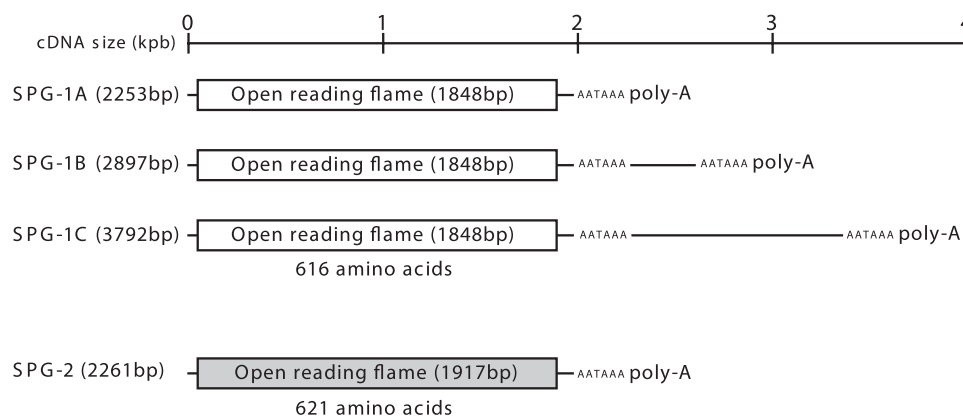 0 1 2 3 4
cDNA size (kpb)
SPG-1A (2253bp) Open reading flame (1848bp) AATAAA poly-A
SPG-1B (2897bp) Open reading flame (1848bp) AATAAA AATAAA poly-A
SPG-1C (3792bp) Open reading flame (1848bp) AATAAA AATAAA poly-A
616 amino acids
SPG-2 (2261bp) Open reading flame (1917bp) AATAAA poly-A
621 amino acids